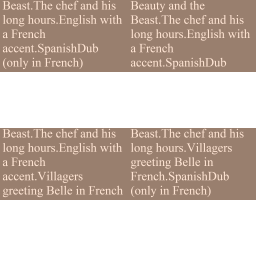 Beast.The chef and his
long hours.English with
a French
accent.SpanishDub
(only in French)
Beauty and the
Beast.The chef and his
long hours.English with
a French
accent.SpanishDub
Beast.The chef and his
long hours.English with
a French
accent.Villagers
greeting Belle in French
Beast.The chef and his
long hours.Villagers
greeting Belle in
French.SpanishDub
(only in French)